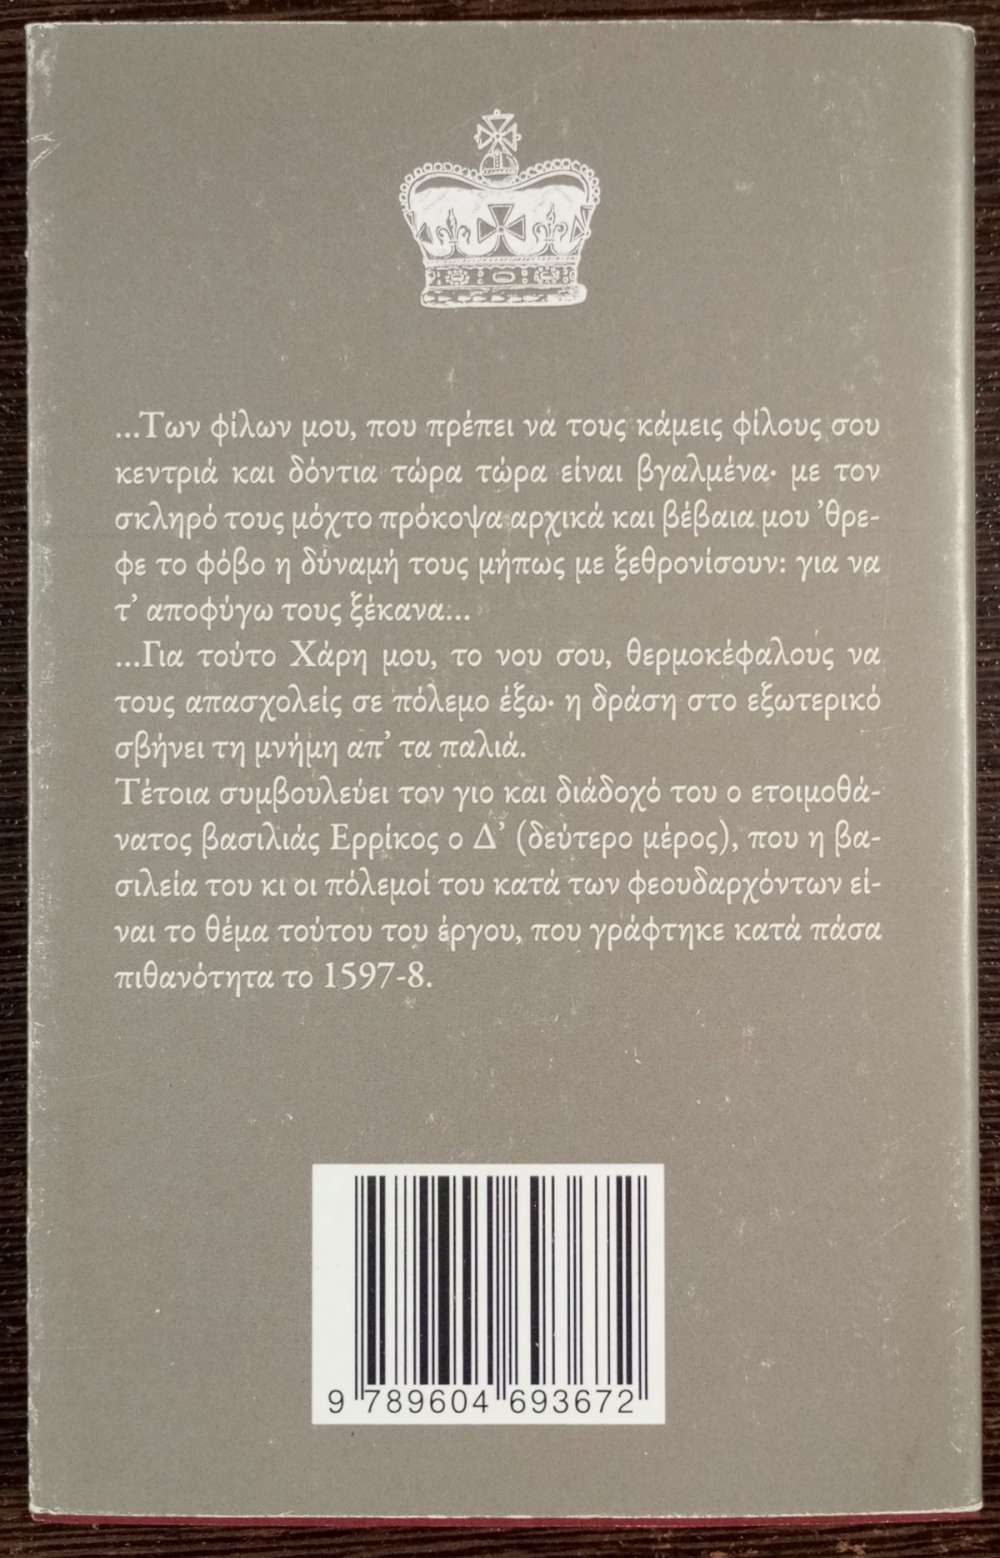 ...Των φίλων μου, που πρέπει νά τους κάμεις φίλους σου
κεντριά και δόντια τώρα τώρα είναι βγαλμένα· με τον
σκληρό τους μόχτο πρόκοψα αρχικά και βέβαια μου ’θρε-
φε το φόβο η δύναμή τους μήπως με ξεθρονίσουν: για να
τ’ αποφύγω τους ξέκανα...
...Για τούτο Χάρη μου, το νου σου, θερμοκέφαλους να
τους απασχολείς σε πόλεμο έξω· η δράση στο εξωτερικό
σβήνει τη μνήμη απ’ τα παλιά.
Τέτοια συμβουλεύει τον γιο και διάδοχό του ο ετοιμοθά-
νατος βασιλιάς Ερρίκος ο Δ’ (δεύτερο μέρος), που η βα-
σιλεία του κι οι πόλεμοί του κατά των φεουδαρχόντων εί-
ναι το θέμα τούτου του έργου, που γράφτηκε κατά πάσα
πιθανότητα το 1597-8.
9 789604 693672